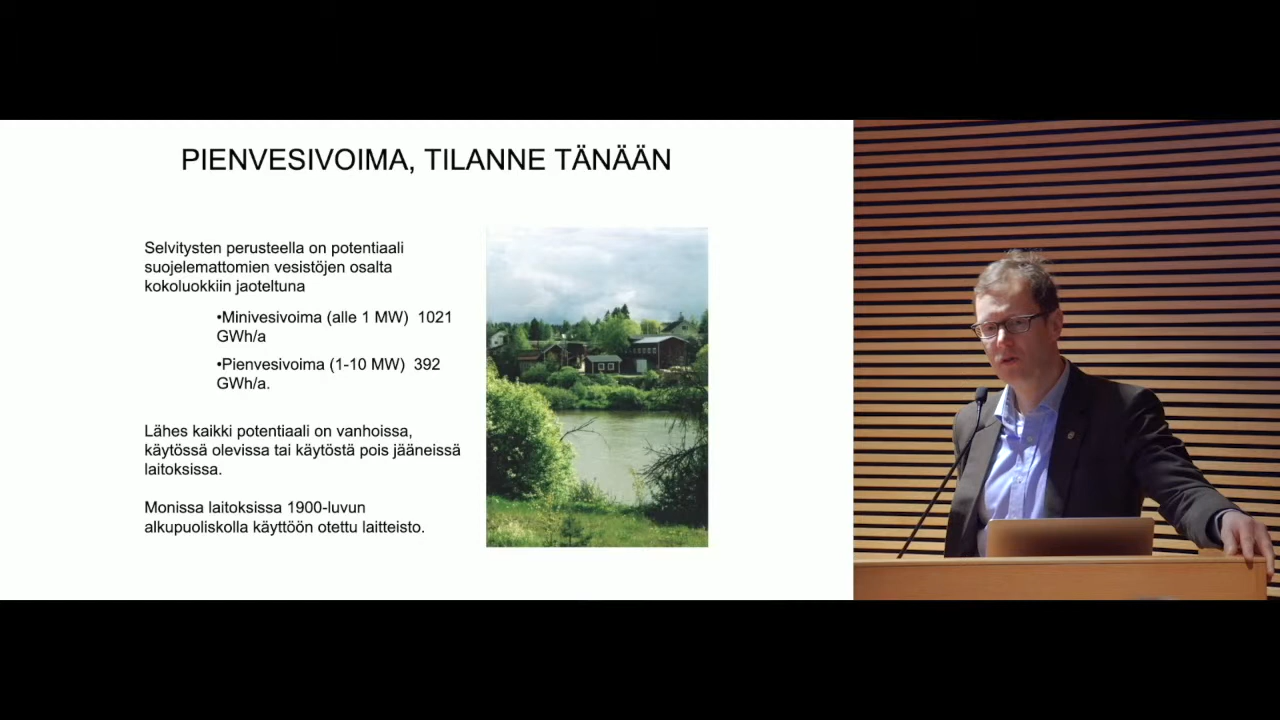 PIENVESIVOIMA, TILANNE TÄNÄÄN
Selvitysten perusteella on potentiaali
suojelemattomien vesistöjen osalta
kokoluokkiin jaoteltuna
•Minivesivoima (alle 1 MW) 1021
GWh/a
•Pienvesivoima (1-10 MW) 392
GWh/a.
Lähes kaikki potentiaali on vanhoissa,
käytössä olevissa tai käytöstä pois jääneissä
laitoksissa.
Monissa laitoksissa 1900-luvun
alkupuoliskolla käyttöön otettu laitteisto.